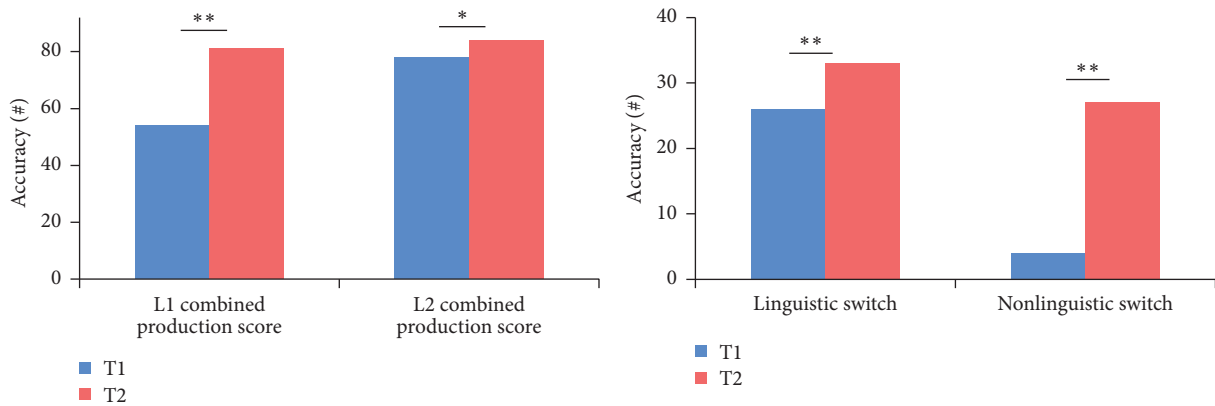 Accuracy (#)
80
60
40
20
0
**
*
L1 combined
production score
L2 combined
production score
T1
T2
Accuracy (#)
40
30
20
10
0
**
**
Linguistic switch
Nonlinguistic switch
T1
T2